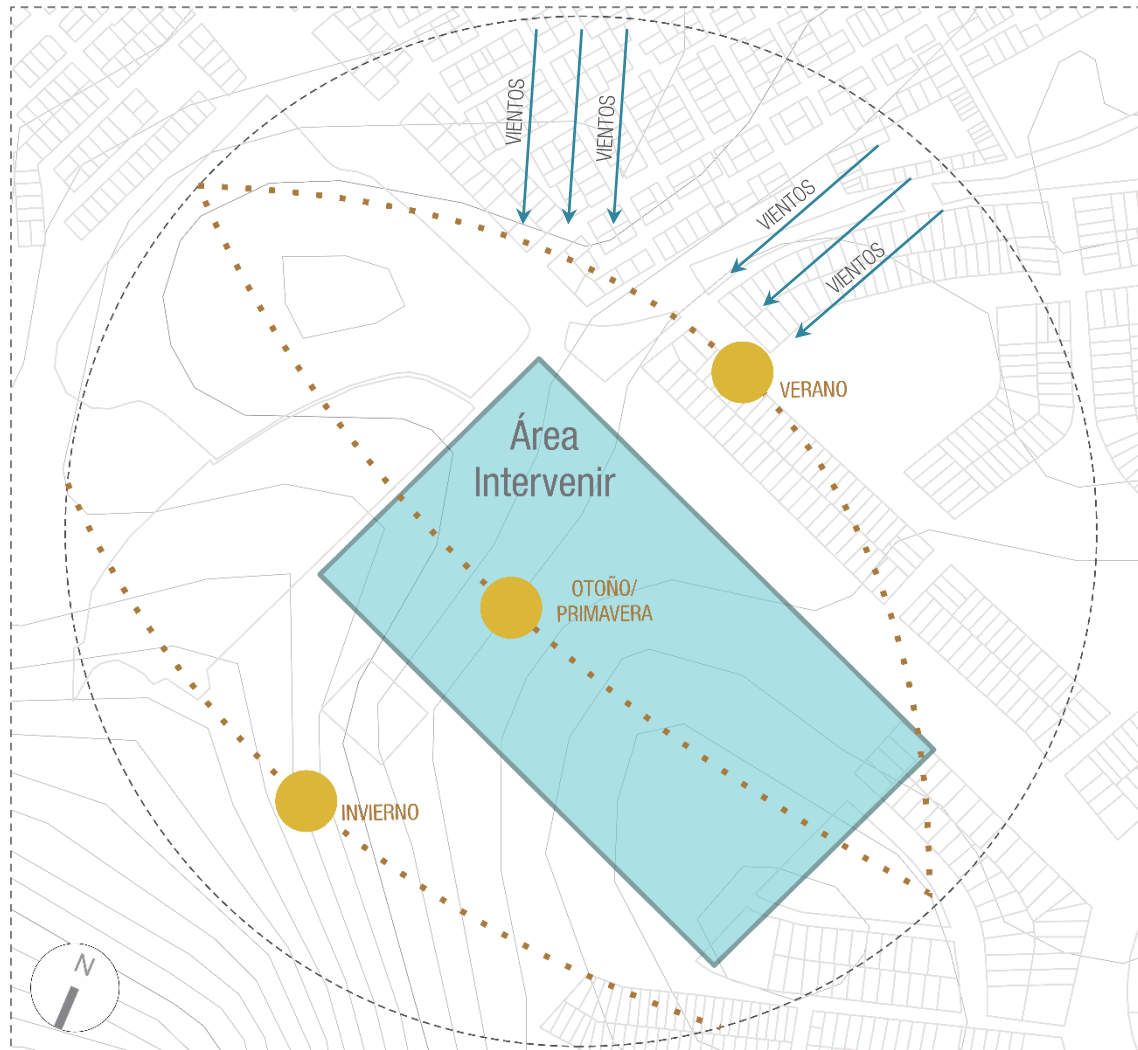 VIENTOS
VIENTOS
VIENTOS
VIENTOS
VERANO
Área
Intervenir
OTOÑO/
PRIMAVERA
INVIERNO
N